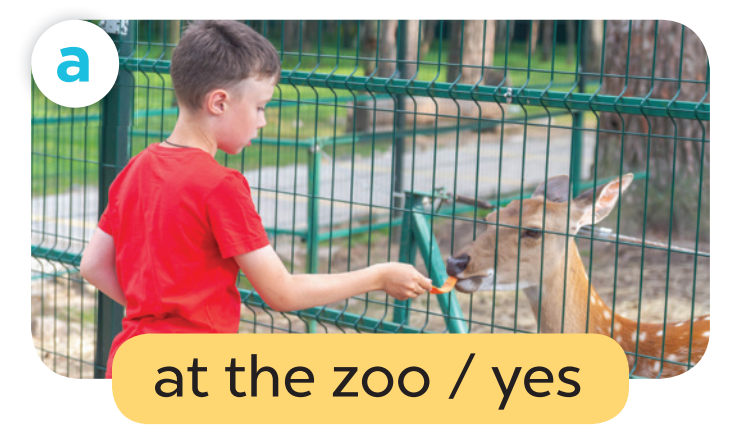 a
at the zoo / yes